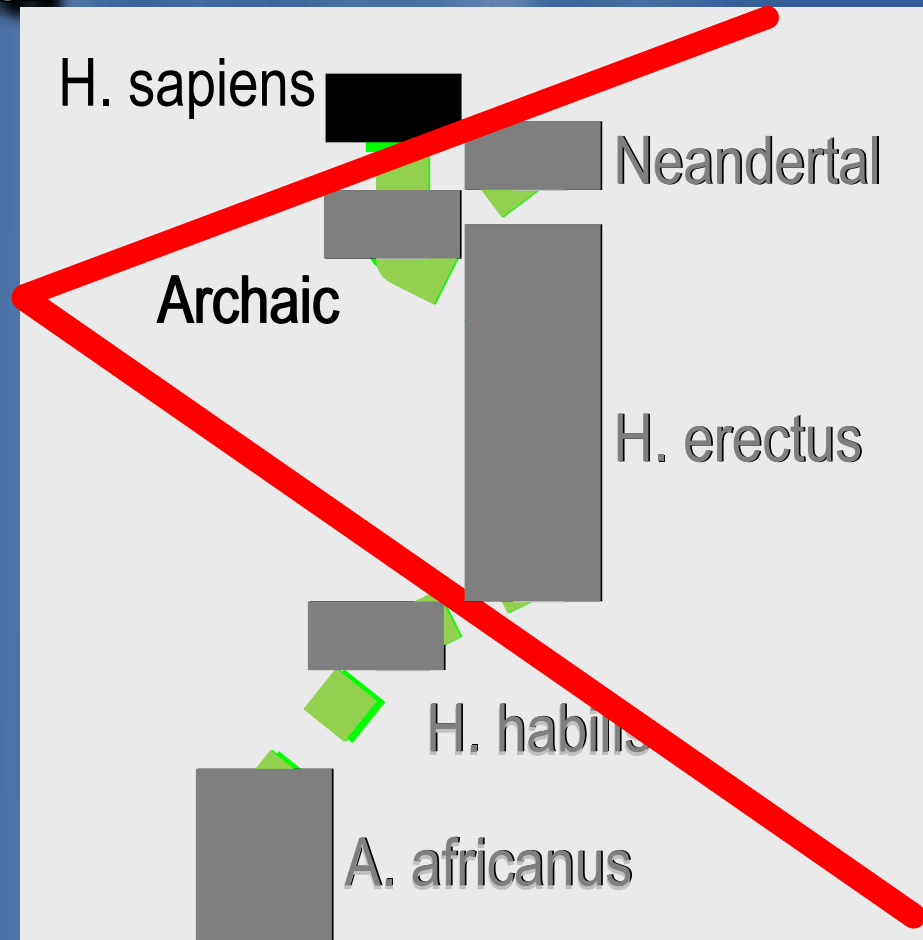 H. sapiens
Neandertal
Archaic
H. erectus
H. habilis
A. africanus